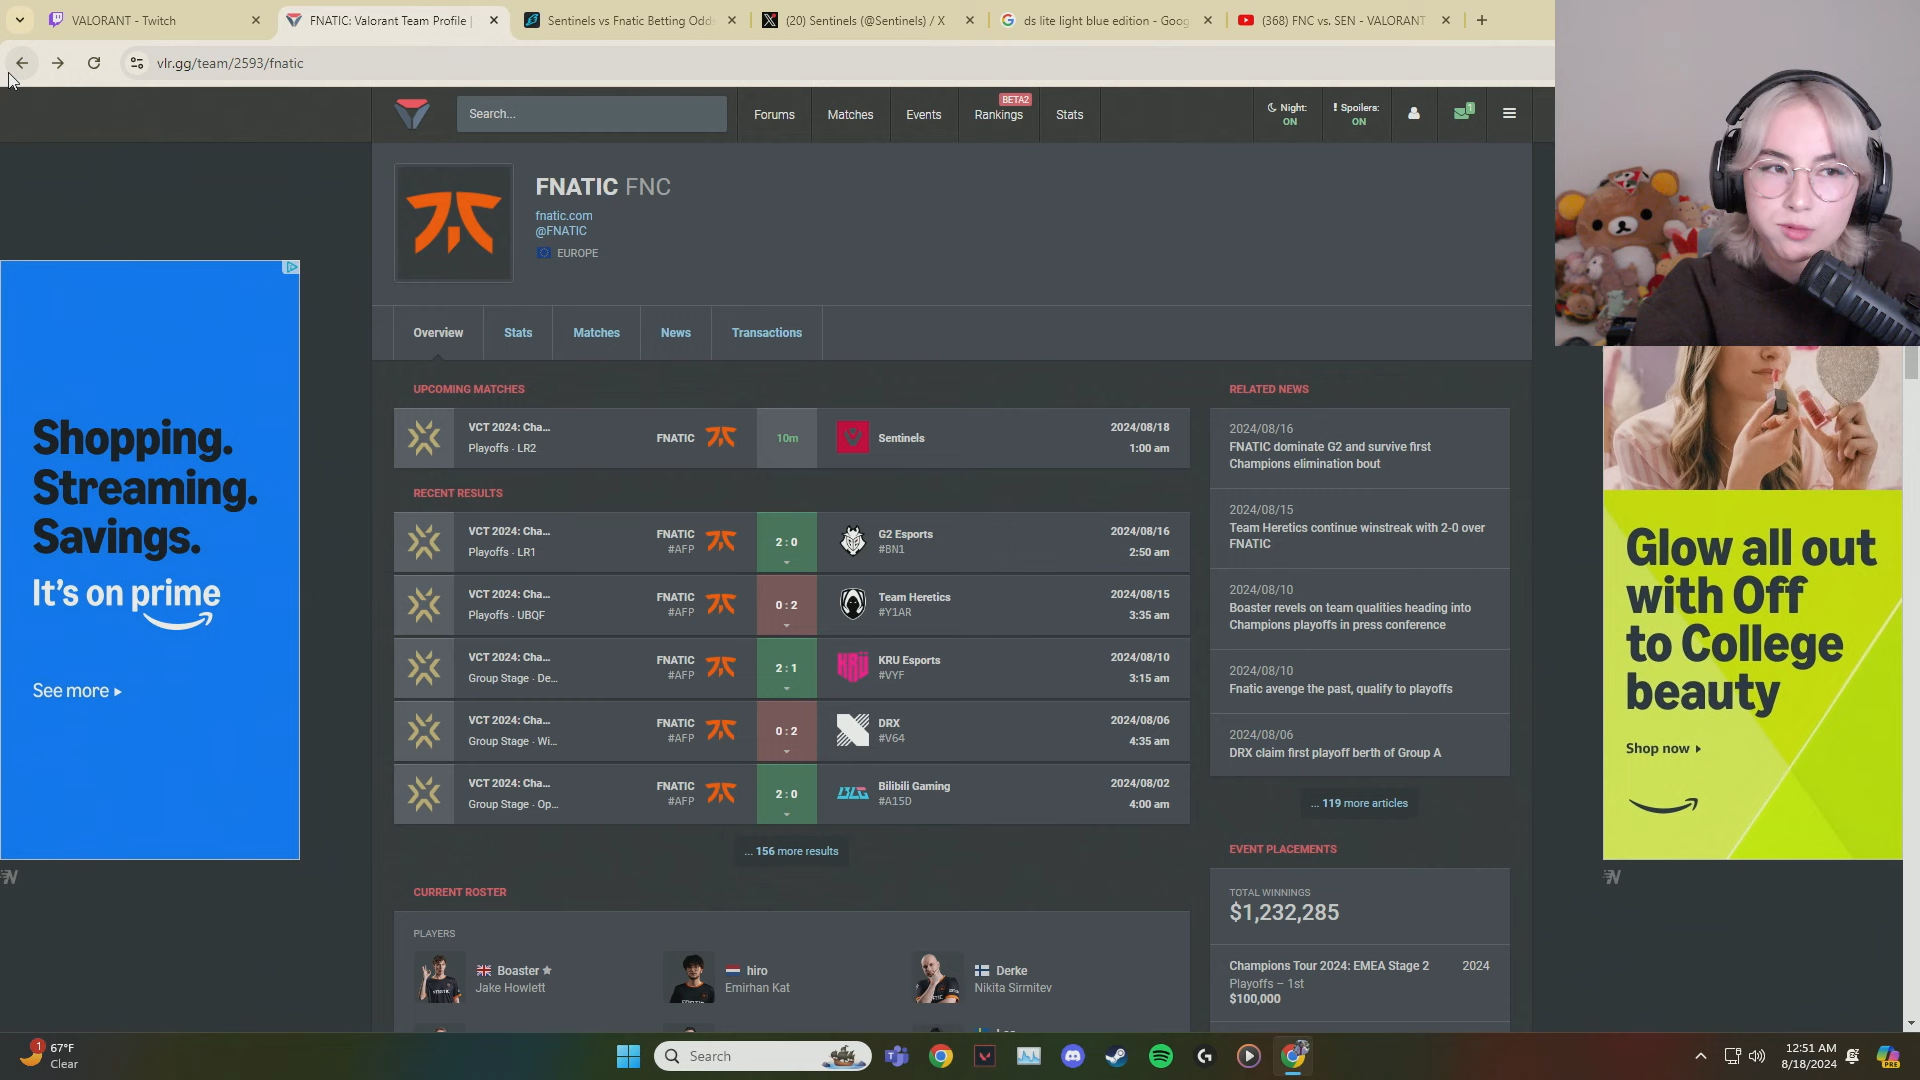 VALORANT - Twitch
FNATIC: Valorant Team Profile |
Sentinels vs Fnatic Betting Odd
(20) Sentinels (@Sentinels) / X
ds lite light blue edition - Goog
(368) FNC vs. SEN - VALORANT
vlr.gg/team/2593/fnatic
Search...
Forums
Matches
Events
BETA2
Rankings
Stats
Night:
ON
Spoilers:
ON
1
FNATIC FNC
fnatic.com
@FNATIC
EUROPE
Overview
Stats
Matches
News
Transactions
UPCOMING MATCHES
VCT 2024: Cha...
Playoffs - LR2
FNATIC
10m
Sentinels
2024/08/18
1:00 am
RECENT RESULTS
VCT 2024: Cha...
Playoffs - LR1
FNATIC
#AFP
2 : 0
G2 Esports
#BN1
2024/08/16
2:50 am
VCT 2024: Cha...
Playoffs - UBQF
FNATIC
#AFP
0 : 2
Team Heretics
#Y1AR
2024/08/15
3:35 am
VCT 2024: Cha...
Group Stage - De...
FNATIC
#AFP
2 : 1
KRÜ
KRU Esports
#VYF
2024/08/10
3:15 am
VCT 2024: Cha...
Group Stage - Wi...
FNATIC
#AFP
0 : 2
DRX
#V64
2024/08/06
4:35 am
VCT 2024: Cha...
Group Stage - Op...
FNATIC
#AFP
2 : 0
BLG
Bilibili Gaming
#A15D
2024/08/02
4:00 am
... 156 more results
CURRENT ROSTER
PLAYERS
Boaster
Jake Howlett
hiro
Emirhan Kat
Derke
Nikita Sirmitev
RELATED NEWS
2024/08/16
FNATIC dominate G2 and survive first
Champions elimination bout
2024/08/15
Team Heretics continue winstreak with 2-0 over
FNATIC
2024/08/10
Boaster revels on team qualities heading into
Champions playoffs in press conference
2024/08/10
Fnatic avenge the past, qualify to playoffs
2024/08/06
DRX claim first playoff berth of Group A
... 119 more articles
EVENT PLACEMENTS
TOTAL WINNINGS
$1,232,285
Champions Tour 2024: EMEA Stage 2
2024
Playoffs – 1st
$100,000
Shopping.
Streaming.
Savings.
It's on prime
See more
Glow all out
with Off
to College
beauty
Shop now
1
67°F
Clear
Search
12:51 AM
8/18/2024
PRE